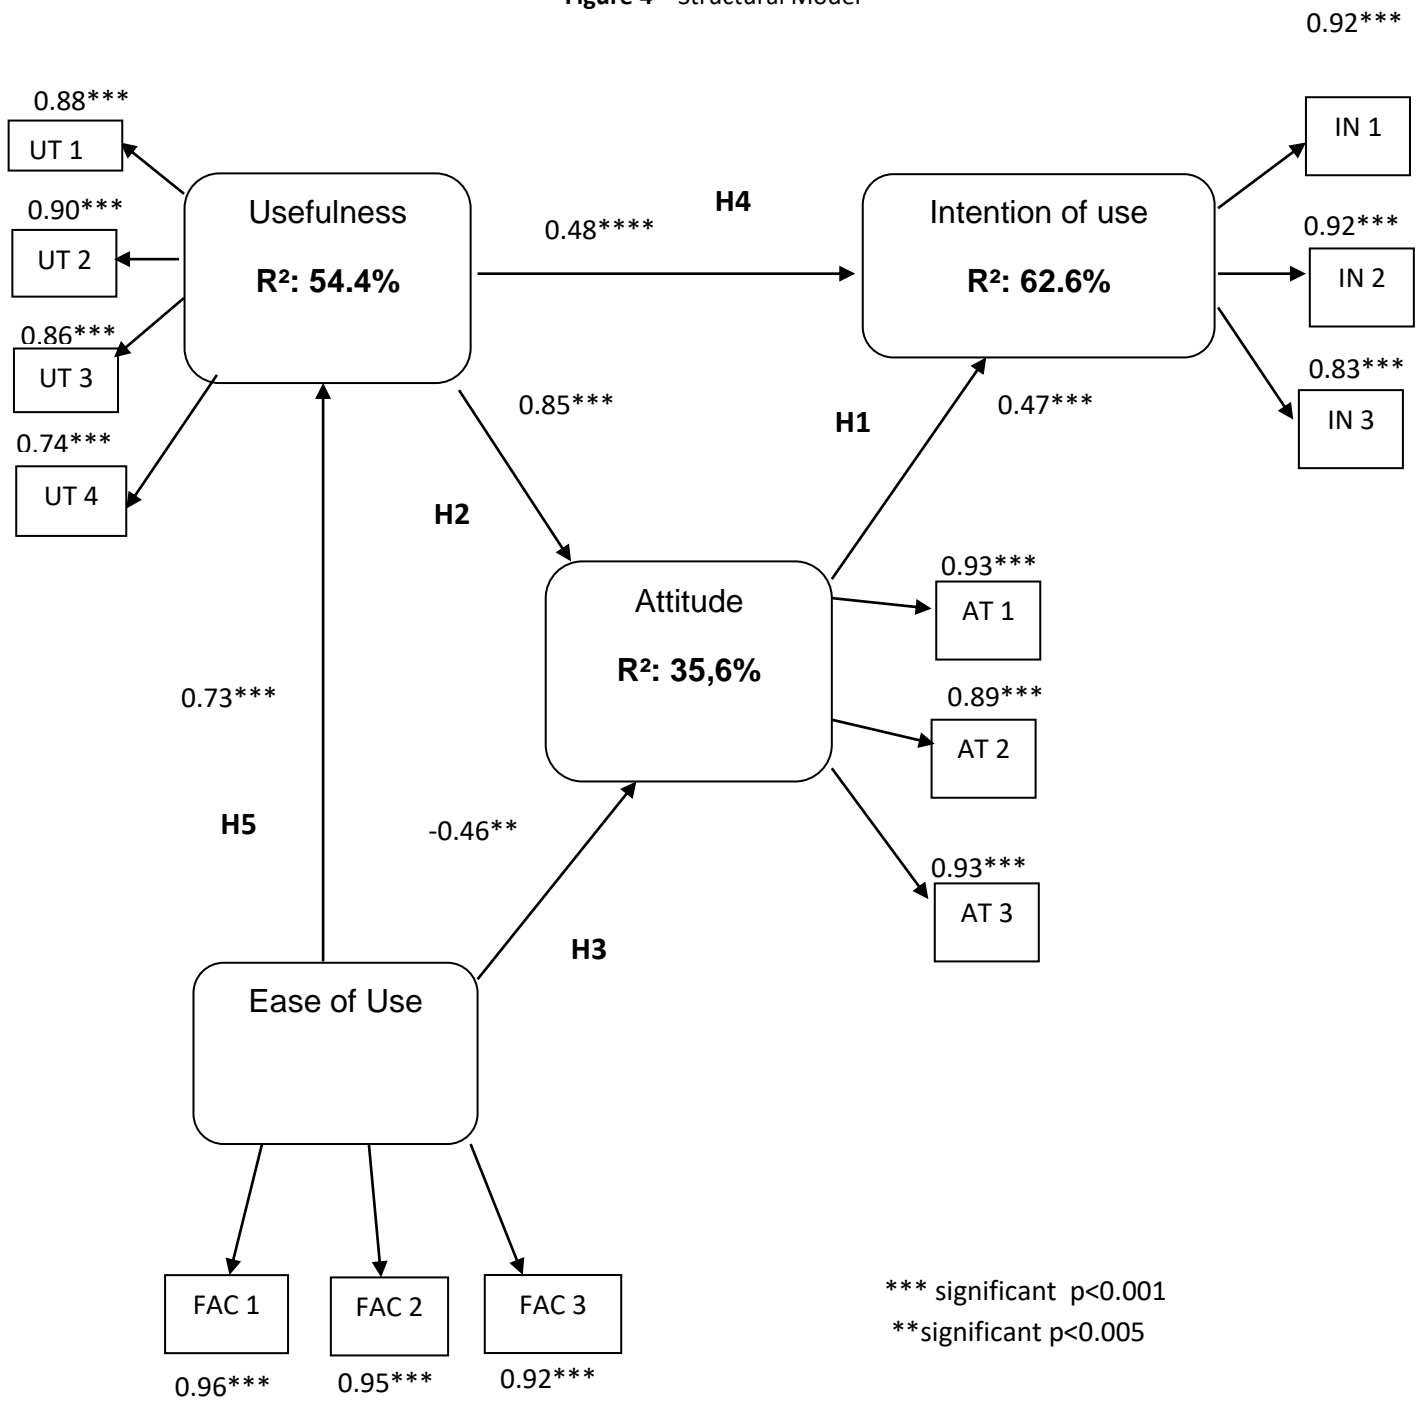 Figure 4 – Structural Model
0.92***
0.88***
UT 1
IN 1
0.90***
UT 2
Usefulness
R²: 54.4%
H4
0.48****
Intention of use
R²: 62.6%
0.92***
IN 2
0.86***
UT 3
0.83***
IN 3
0.74***
UT 4
0.85***
H2
H1
0.47***
Attitude
R²: 35,6%
0.93***
AT 1
0.89***
AT 2
0.93***
AT 3
0.73***
H5
-0.46**
H3
Ease of Use
FAC 1
FAC 2
FAC 3
0.96***
0.95***
0.92***
*** significant p<0.001
**significant p<0.005